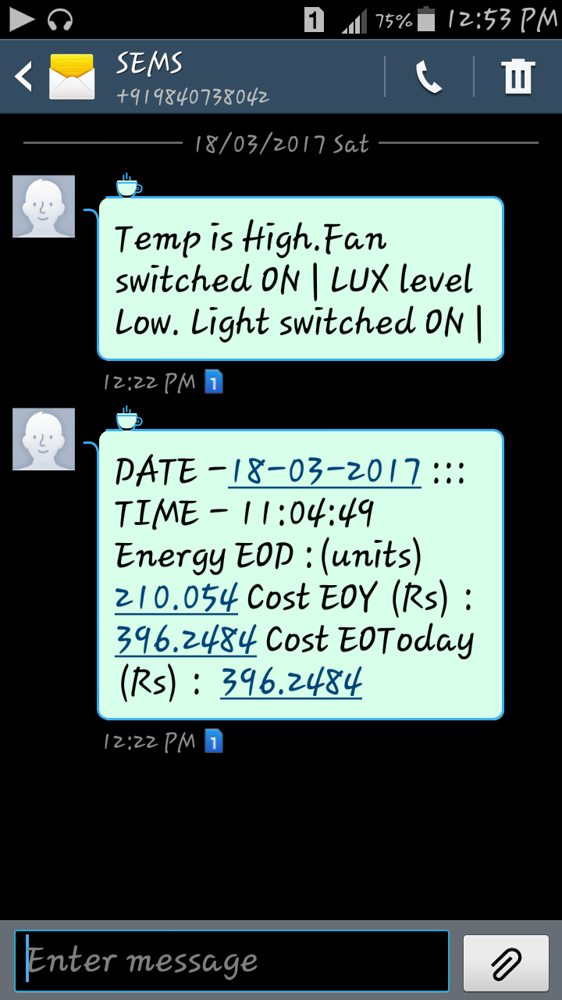 1 75% 12:53 PM
SEMS
+919840738042
18/03/2017 Sat
Temp is High.Fan
switched ON | LUX level
Low. Light switched ON |
12:22 PM 1
DATE -18-03-2017 :::
TIME - 11:04:49
Energy EOD :(units)
210.054 Cost EOY (Rs) :
396.2484 Cost EOToday
(Rs) : 396.2484
12:22 PM 1
Enter message